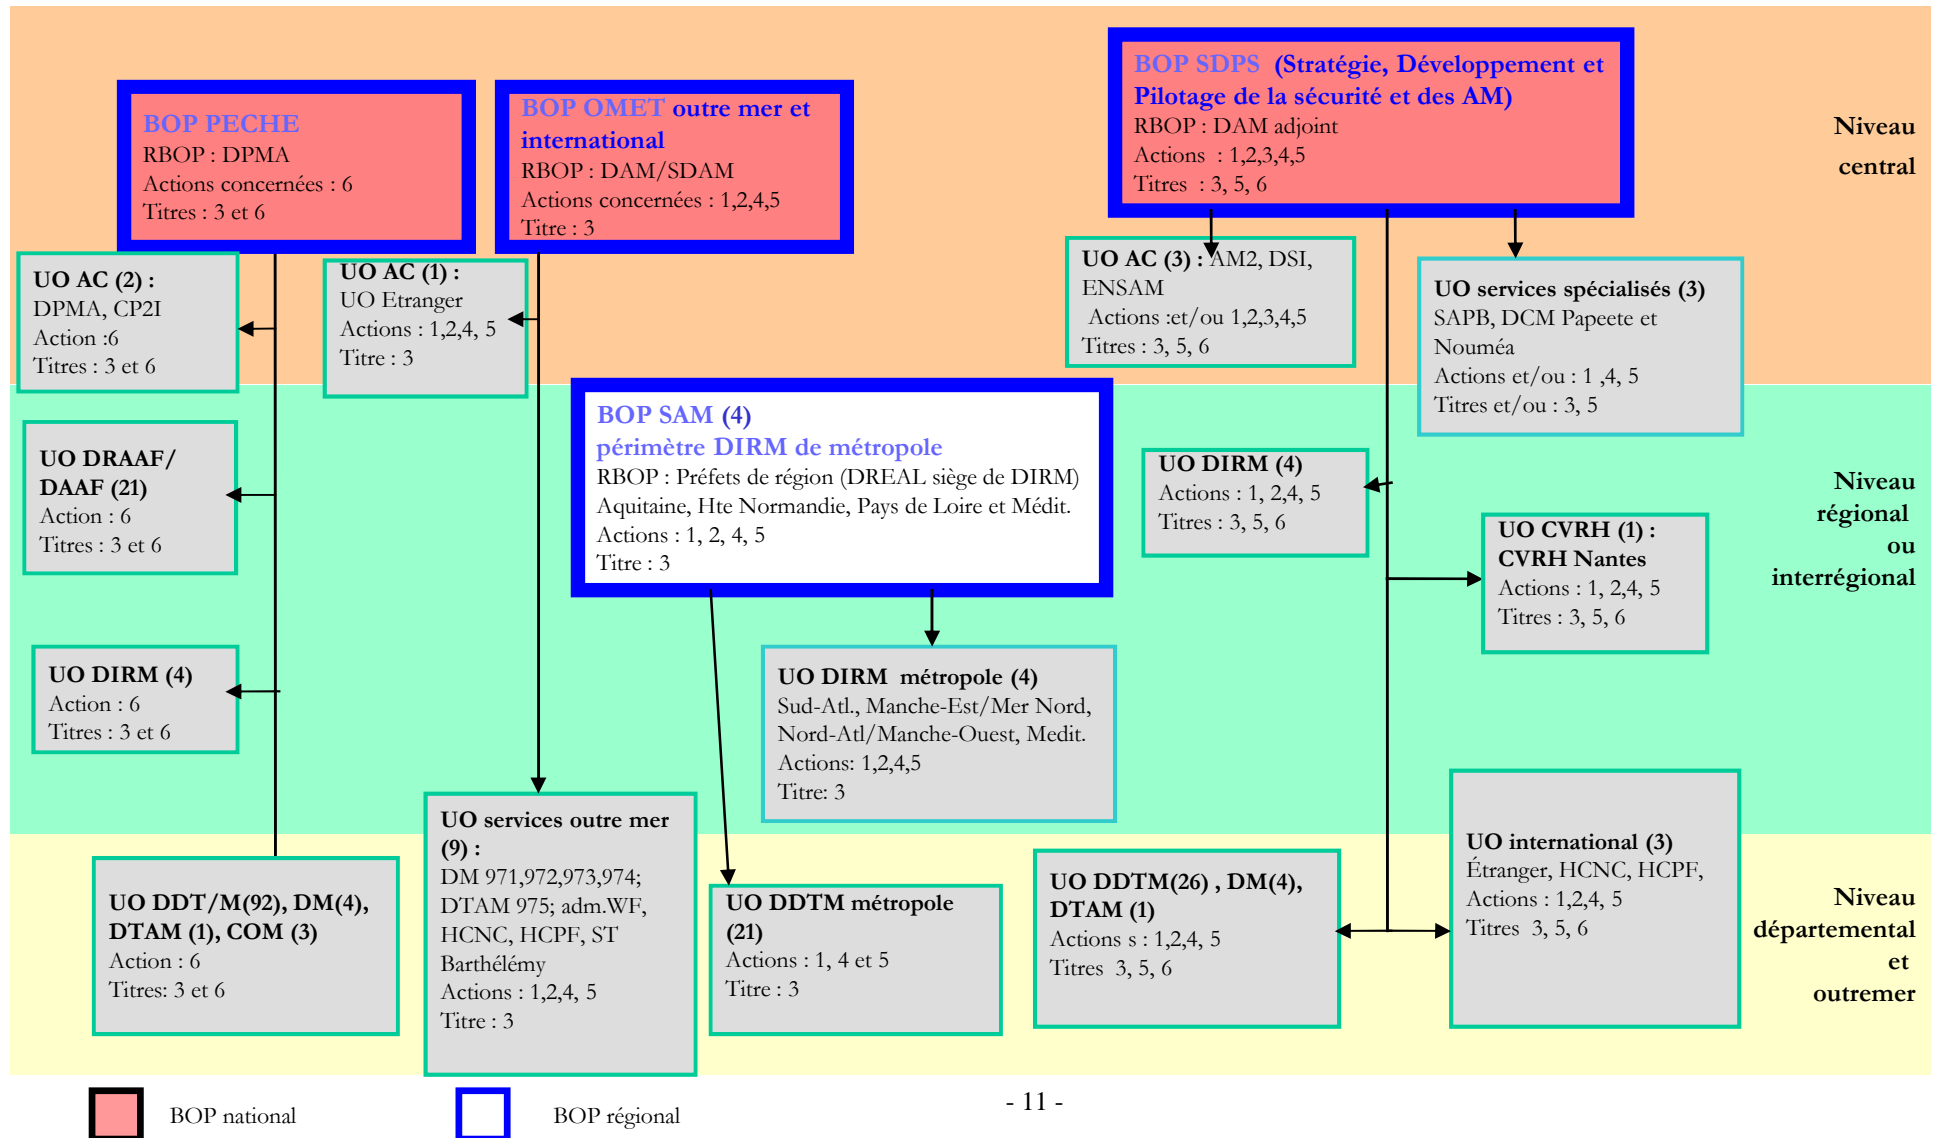 BOP PECHE
RBOP : DPMA
Actions concernées : 6
Titres : 3 et 6
BOP OMET outre mer et
international
RBOP : DAM/SDAM
Actions concernées : 1,2,4,5
Titre : 3
BOP SDPS (Stratégie, Développement et
Pilotage de la sécurité et des AM)
RBOP : DAM adjoint
Actions : 1,2,3,4,5
Titres : 3, 5, 6
Niveau
central
UO AC (2) :
DPMA, CP2I
Action :6
Titres : 3 et 6
UO AC (1) :
UO Etranger
Actions : 1,2,4, 5
Titre : 3
UO AC (3) : AM2, DSI,
ENSAM
Actions :et/ou 1,2,3,4,5
Titres : 3, 5, 6
UO services spécialisés (3)
SAPB, DCM Papeete et
Nouméa
Actions et/ou : 1 ,4, 5
Titres et/ou : 3, 5
UO DRAAF/
DAAF (21)
Action : 6
Titres : 3 et 6
BOP SAM (4)
périmètre DIRM de métropole
RBOP : Préfets de région (DREAL siège de DIRM)
Aquitaine, Hte Normandie, Pays de Loire et Médit.
Actions : 1, 2, 4, 5
Titre : 3
UO DIRM (4)
Actions : 1, 2,4, 5
Titres : 3, 5, 6
UO CVRH (1) :
CVRH Nantes
Actions : 1, 2,4, 5
Titres : 3, 5, 6
Niveau
régional
ou
interrégional
UO DIRM (4)
Action : 6
Titres : 3 et 6
UO DIRM métropole (4)
Sud-Atl., Manche-Est/Mer Nord,
Nord-Atl/Manche-Ouest, Medit.
Actions: 1,2,4,5
Titre: 3
UO DDT/M(92), DM(4),
DTAM (1), COM (3)
Action : 6
Titres: 3 et 6
UO services outre mer
(9) :
DM 971,972,973,974;
DTAM 975; adm.WF,
HCNC, HCPF, ST
Barthélémy
Actions : 1,2,4, 5
Titre : 3
UO DDTM métropole
(21)
Actions : 1, 4 et 5
Titre : 3
UO DDTM(26) , DM(4),
DTAM (1)
Actions s : 1,2,4, 5
Titres 3, 5, 6
UO international (3)
Étranger, HCNC, HCPF,
Actions : 1,2,4, 5
Titres 3, 5, 6
Niveau
départemental
et
outremer
BOP national
BOP régional
- 11 -